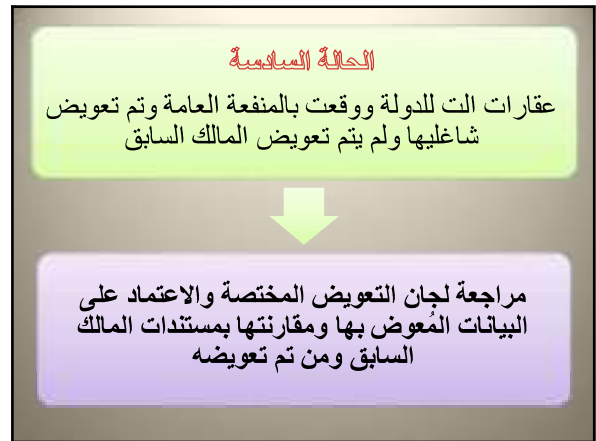 الحالة السادسة
عقارات الت للدولة ووقعت بالمنفعة العامة وتم تعويض
شاغليها ولم يتم تعويض المالك السابق
مراجعة لجان التعويض المختصة والاعتماد على
البيانات المُعوض بها ومقارنتها بمستندات المالك
السابق ومن تم تعويضه